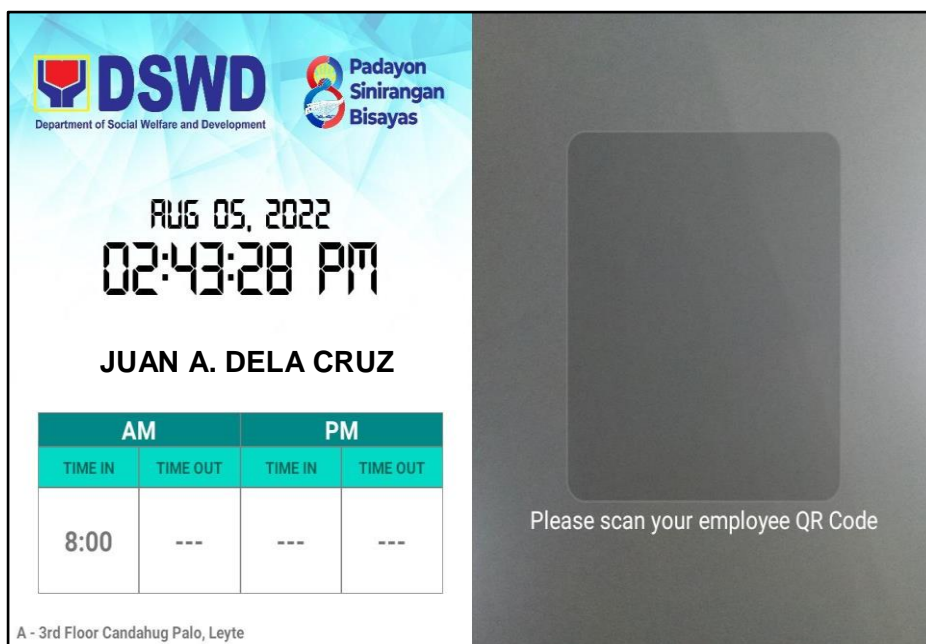 DSWD
Department of Social Welfare and Development
8
Padayon
Sinirangan
Bisayas
AUG 05, 2022
02:43:28 PM
JUAN A. DELA CRUZ
AM PM
TIME IN TIME OUT TIME IN TIME OUT
8:00 --- --- ---
A - 3rd Floor Candahug Palo, Leyte
Please scan your employee QR Code